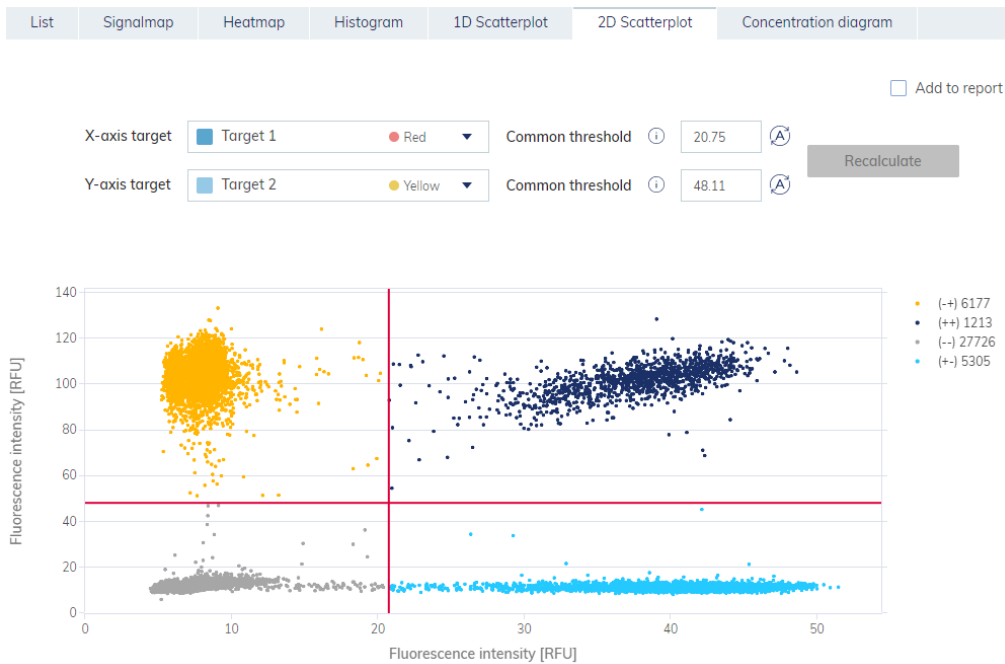 List Signalmap Heatmap Histogram 1D Scatterplot 2D Scatterplot Concentration diagram
Add to report
X-axis target Target 1 Red Common threshold i 20.75 A
Recalculate
Y-axis target Target 2 Yellow Common threshold i 48.11 A
Fluorescence intensity [RFU]
140
120
100
80
60
40
20
0
0 10 20 30 40 50
Fluorescence intensity [RFU]
(-+) 6177
(++) 1213
(--) 27726
(+-) 5305